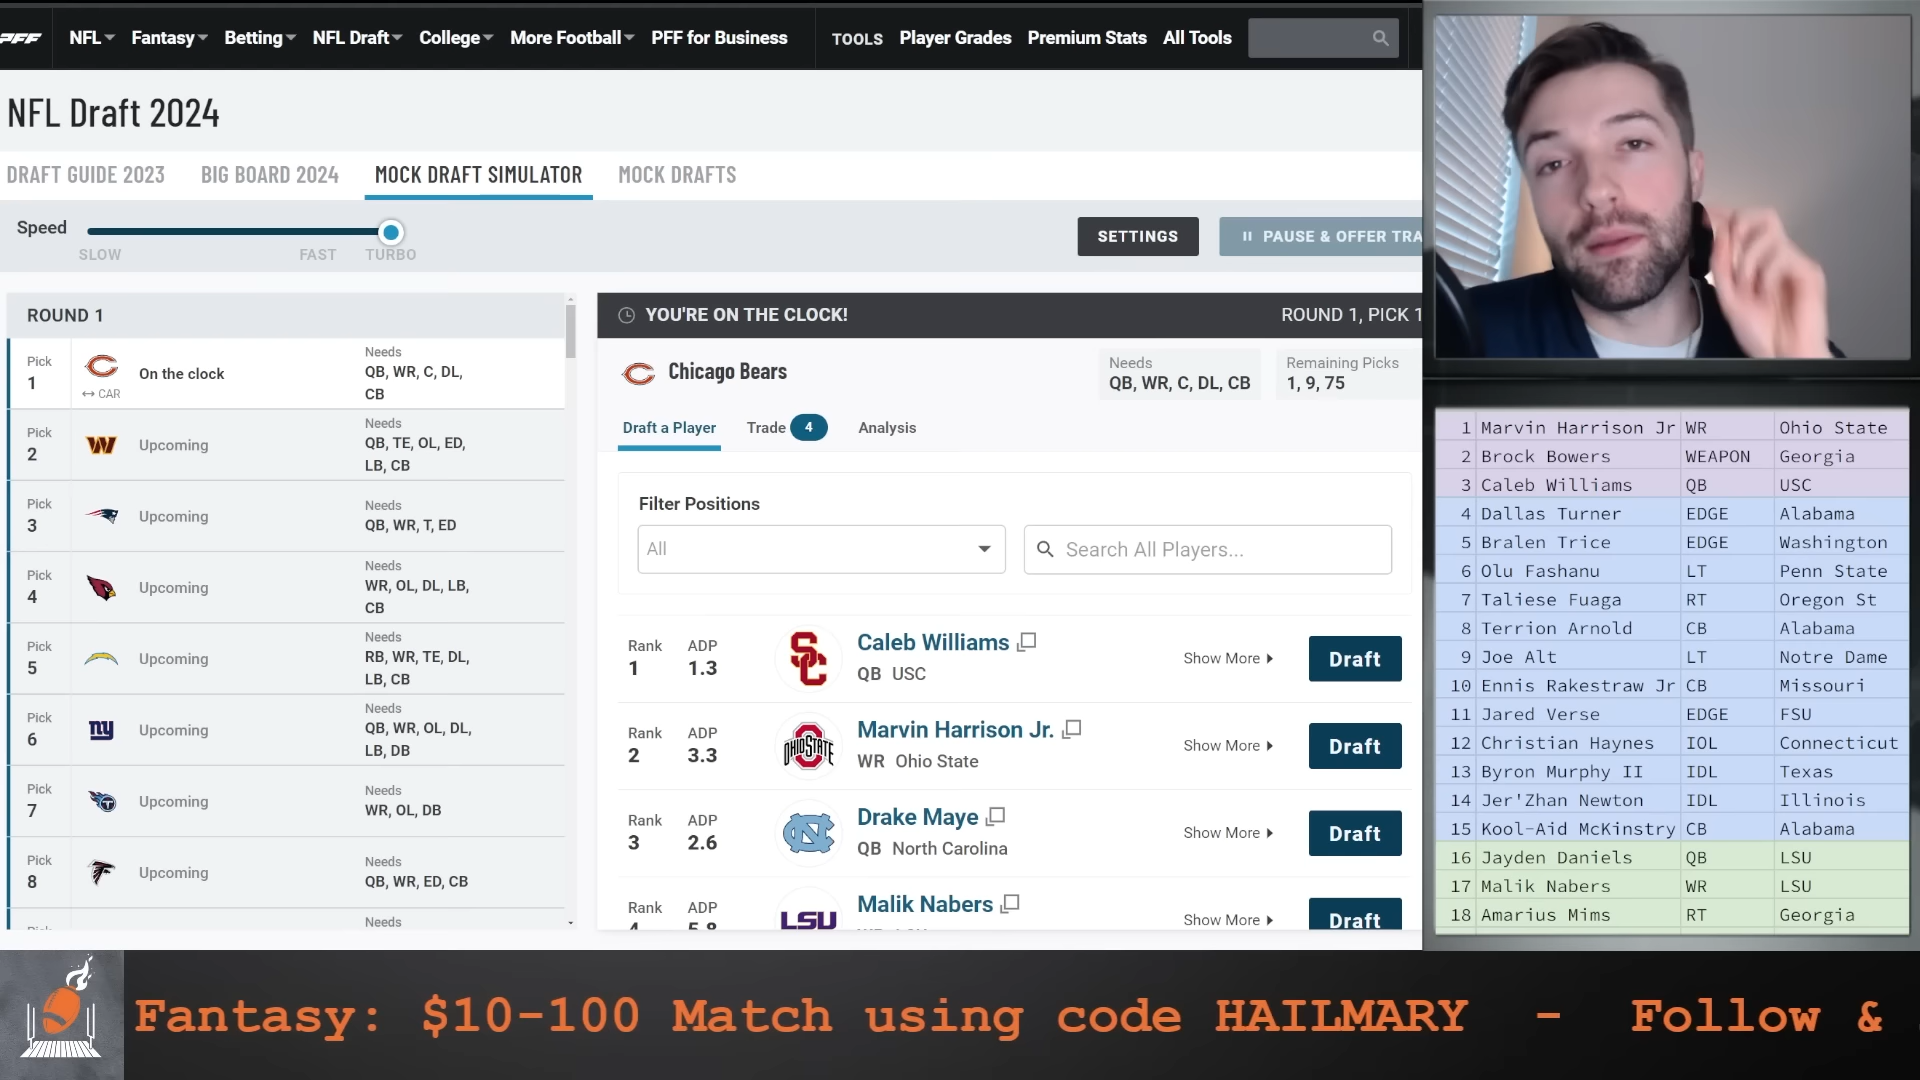 PFF NFL Fantasy Betting NFL Draft College More Football PFF for Business TOOLS Player Grades Premium Stats All Tools
NFL Draft 2024
DRAFT GUIDE 2023 BIG BOARD 2024 MOCK DRAFT SIMULATOR MOCK DRAFTS
Speed
SLOW FAST TURBO
SETTINGS
PAUSE & OFFER TRA
ROUND 1
Pick 1
CAR
On the clock
Needs
QB, WR, C, DL,
CB
Pick 2
W
Upcoming
Needs
QB, TE, OL, ED,
LB, CB
Pick 3
Upcoming
Needs
QB, WR, T, ED
Pick 4
Upcoming
Needs
WR, OL, DL, LB,
CB
Pick 5
Upcoming
Needs
RB, WR, TE, DL,
LB, CB
Pick 6
ny
Upcoming
Needs
QB, WR, OL, DL,
LB, DB
Pick 7
Upcoming
Needs
WR, OL, DB
Pick 8
Upcoming
Needs
QB, WR, ED, CB
Needs
YOU'RE ON THE CLOCK!
ROUND 1, PICK 1
Chicago Bears
Needs
QB, WR, C, DL, CB
Remaining Picks
1, 9, 75
Draft a Player Trade 4 Analysis
Filter Positions
All
Search All Players...
Rank 1
ADP 1.3
SC
Caleb Williams
QB USC
Show More
Draft
Rank 2
ADP 3.3
OHIO STATE
Marvin Harrison Jr.
WR Ohio State
Show More
Draft
Rank 3
ADP 2.6
NC
Drake Maye
QB North Carolina
Show More
Draft
Rank
ADP
LSU
Malik Nabers
Show More
Draft
1 Marvin Harrison Jr WR Ohio State
2 Brock Bowers WEAPON Georgia
3 Caleb Williams QB USC
4 Dallas Turner EDGE Alabama
5 Bralen Trice EDGE Washington
6 Olu Fashanu LT Penn State
7 Taliese Fuaga RT Oregon St
8 Terrion Arnold CB Alabama
9 Joe Alt LT Notre Dame
10 Ennis Rakestraw Jr CB Missouri
11 Jared Verse EDGE FSU
12 Christian Haynes IOL Connecticut
13 Byron Murphy II IDL Texas
14 Jer'Zhan Newton IDL Illinois
15 Kool-Aid McKinstry CB Alabama
16 Jayden Daniels QB LSU
17 Malik Nabers WR LSU
18 Amarius Mims RT Georgia
Fantasy: $10-100 Match using code HAILMARY - Follow &